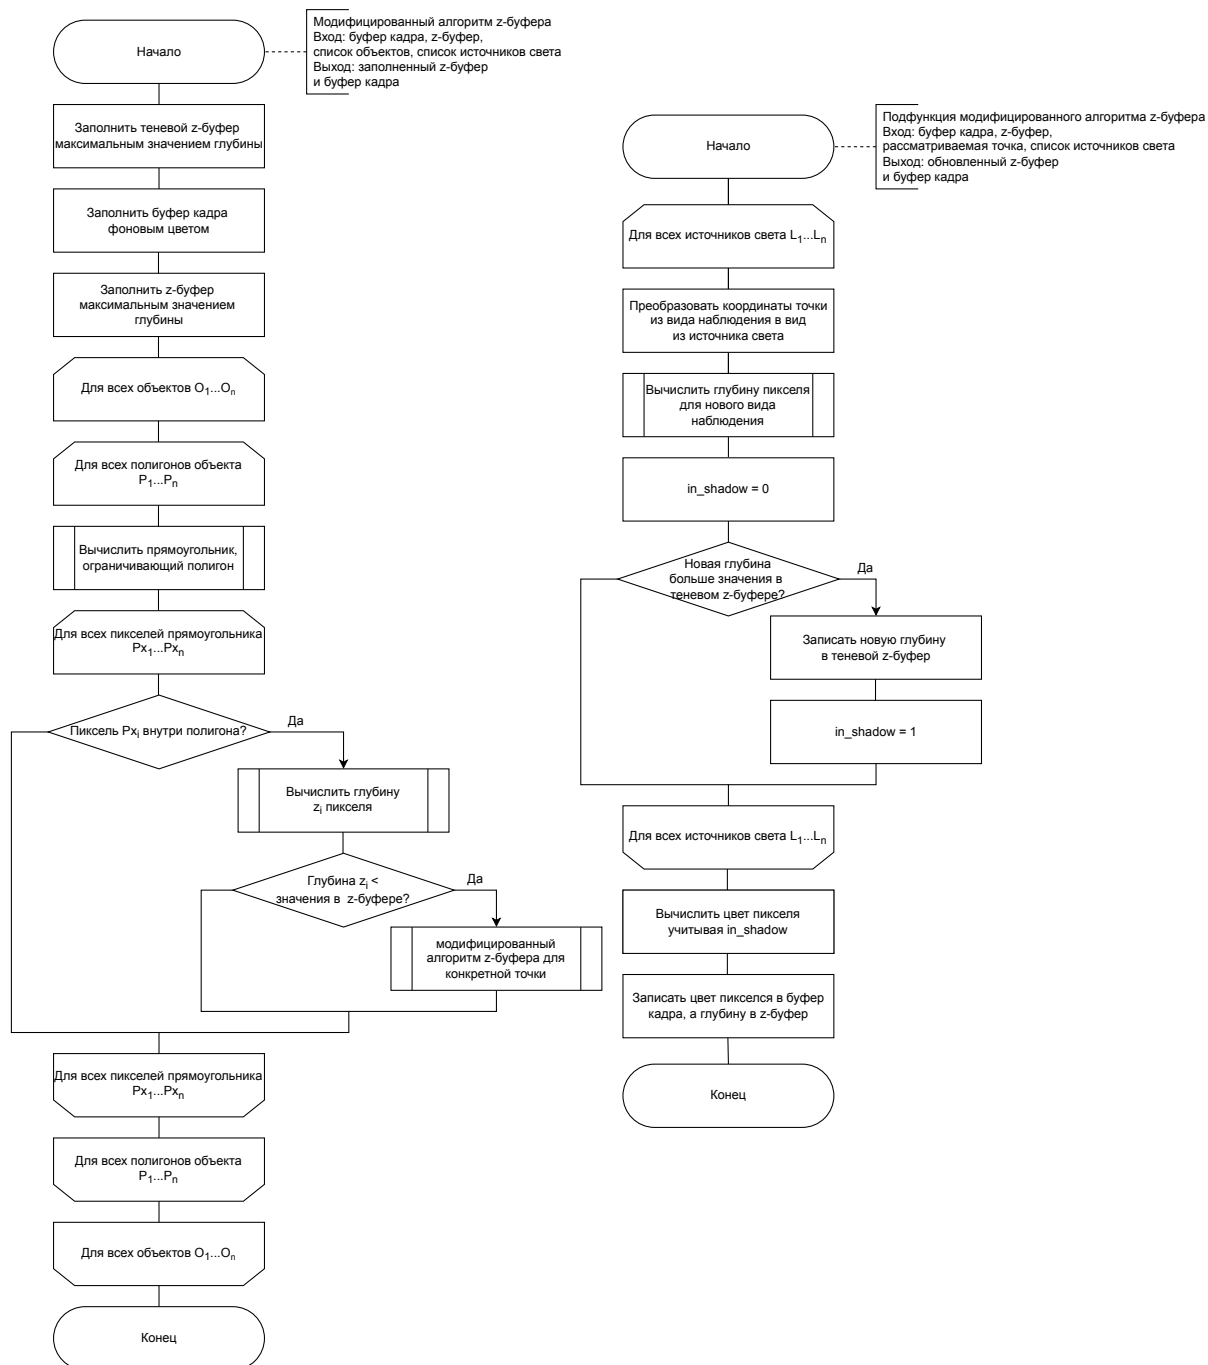 Начало
Модифицированный алгоритм z-буфера
Вход: буфер кадра, z-буфер,
список объектов, список источников света
Выход: заполненный z-буфер
и буфер кадра
Заполнить теневой z-буфер
максимальным значением глубины
Заполнить буфер кадра
фоновым цветом
Заполнить z-буфер
максимальным значением
глубины
Для всех объектов O₁...Oₙ
Для всех полигонов объекта
P₁...Pₙ
Вычислить прямоугольник,
ограничивающий полигон
Для всех пикселей прямоугольника
Px₁...Pxₙ
Пиксель Pxᵢ внутри полигона?
Да
Вычислить глубину
zᵢ пикселя
Глубина zᵢ <
значения в z-буфере?
Да
модифицированный
алгоритм z-буфера для
конкретной точки
Для всех пикселей прямоугольника
Px₁...Pxₙ
Для всех полигонов объекта
P₁...Pₙ
Для всех объектов O₁...Oₙ
Конец
Начало
Подфункция модифицированного алгоритма z-буфера
Вход: буфер кадра, z-буфер,
рассматриваемая точка, список источников света
Выход: обновленный z-буфер
и буфер кадра
Для всех источников света L₁...Lₙ
Преобразовать координаты точки
из вида наблюдения в вид
из источника света
Вычислить глубину пикселя
для нового вида
наблюдения
in_shadow = 0
Новая глубина
больше значения в
теневом z-буфере?
Да
Записать новую глубину
в теневой z-буфер
in_shadow = 1
Для всех источников света L₁...Lₙ
Вычислить цвет пикселя
учитывая in_shadow
Записать цвет пикселся в буфер
кадра, а глубину в z-буфер
Конец